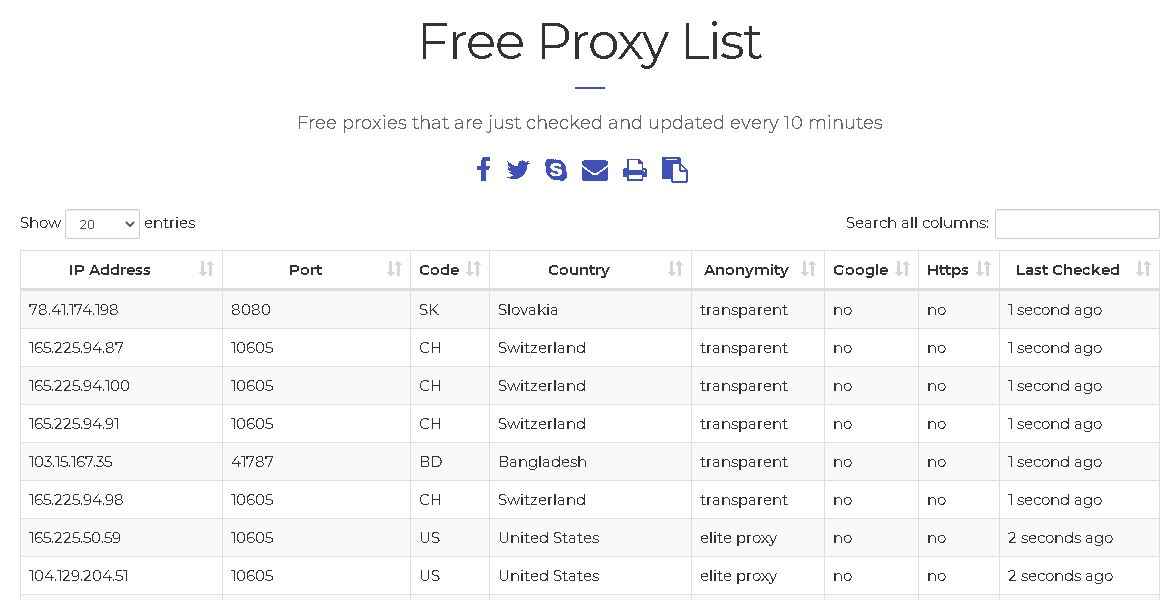 Free Proxy List
Free proxies that are just checked and updated every 10 minutes
Show 20 entries Search all columns:
IP Address Port Code Country Anonymity Google Https Last Checked
78.41.174.198 8080 SK Slovakia transparent no no 1 second ago
165.225.94.87 10605 CH Switzerland transparent no no 1 second ago
165.225.94.100 10605 CH Switzerland transparent no no 1 second ago
165.225.94.91 10605 CH Switzerland transparent no no 1 second ago
103.15.167.35 41787 BD Bangladesh transparent no no 1 second ago
165.225.94.98 10605 CH Switzerland transparent no no 1 second ago
165.225.50.59 10605 US United States elite proxy no no 2 seconds ago
104.129.204.51 10605 US United States elite proxy no no 2 seconds ago